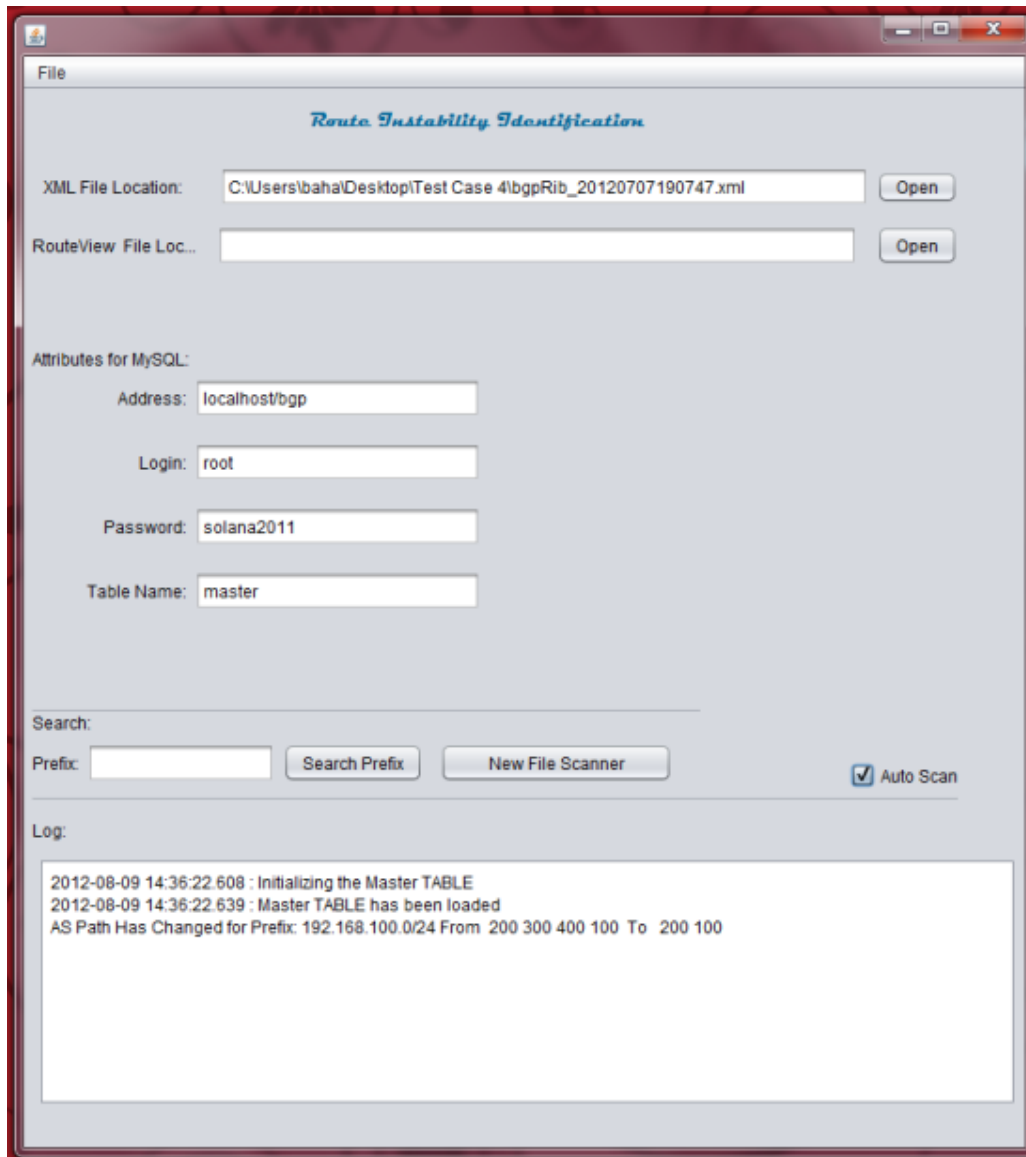 File
Route Instability Identification
XML File Location: C:\Users\baha\Desktop\Test Case 4\bgpRib_20120707190747.xml Open
RouteView File Loc... Open
Attributes for MySQL:
Address: localhost/bgp
Login: root
Password: solana2011
Table Name: master
Search:
Prefix: Search Prefix New File Scanner Auto Scan
Log:
2012-08-09 14:36:22.608 : Initializing the Master TABLE
2012-08-09 14:36:22.639 : Master TABLE has been loaded
AS Path Has Changed for Prefix: 192.168.100.0/24 From 200 300 400 100 To 200 100